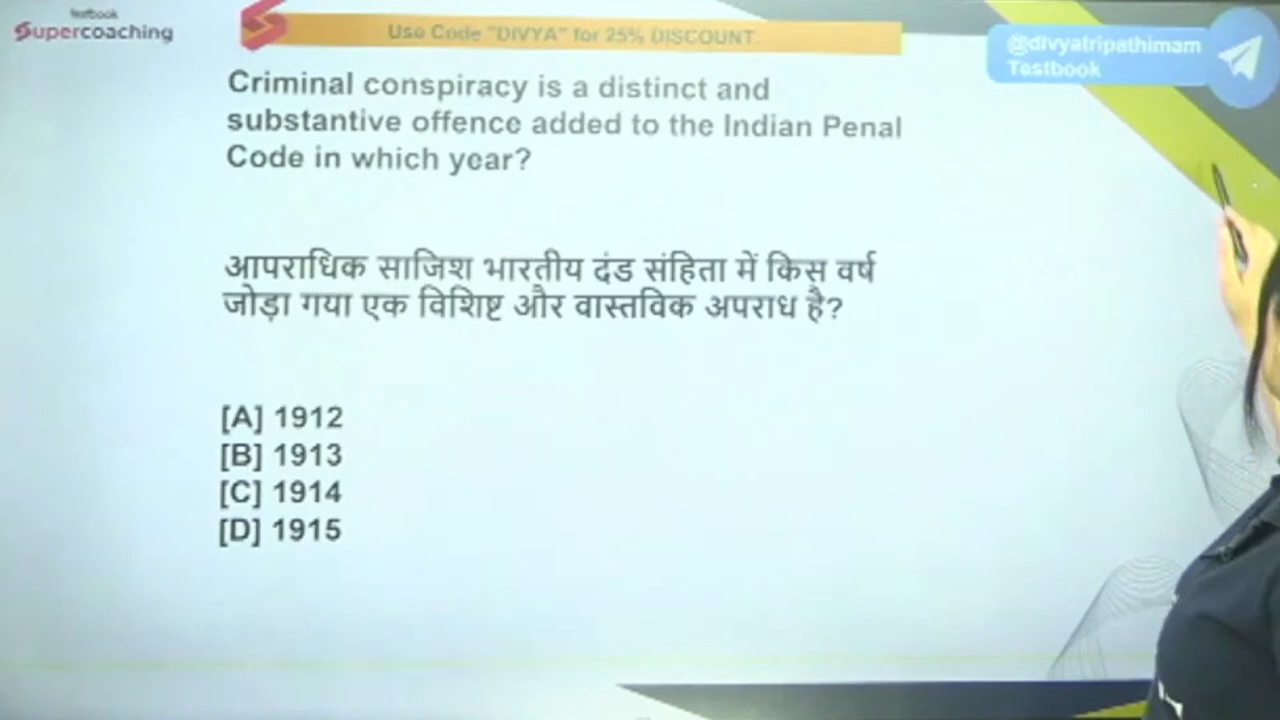 testbook
Supercoaching
Use Code "DIVYA" for 25% DISCOUNT.
@divyatripathimam
Testbook
Criminal conspiracy is a distinct and
substantive offence added to the Indian Penal
Code in which year?
आपराधिक साजिश भारतीय दंड संहिता में किस वर्ष
जोड़ा गया एक विशिष्ट और वास्तविक अपराध है?
[A] 1912
[B] 1913
[C] 1914
[D] 1915